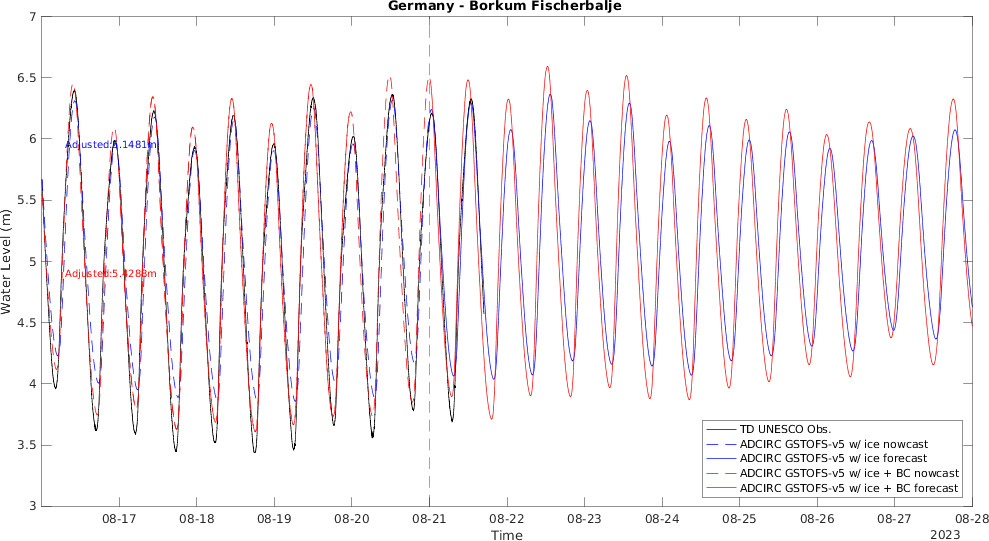 Germany - Borkum Fischerbalje
7
6.5
6
5.5
5
4.5
4
3.5
3
Water Level (m)
Adjusted:5.1481m
Adjusted:5.4283m
TD UNESCO Obs.
ADCIRC GSTOFS-v5 w/ ice nowcast
ADCIRC GSTOFS-v5 w/ ice forecast
ADCIRC GSTOFS-v5 w/ ice + BC nowcast
ADCIRC GSTOFS-v5 w/ ice + BC forecast
08-17 08-18 08-19 08-20 08-21 08-22 08-23 08-24 08-25 08-26 08-27 08-28
Time
2023